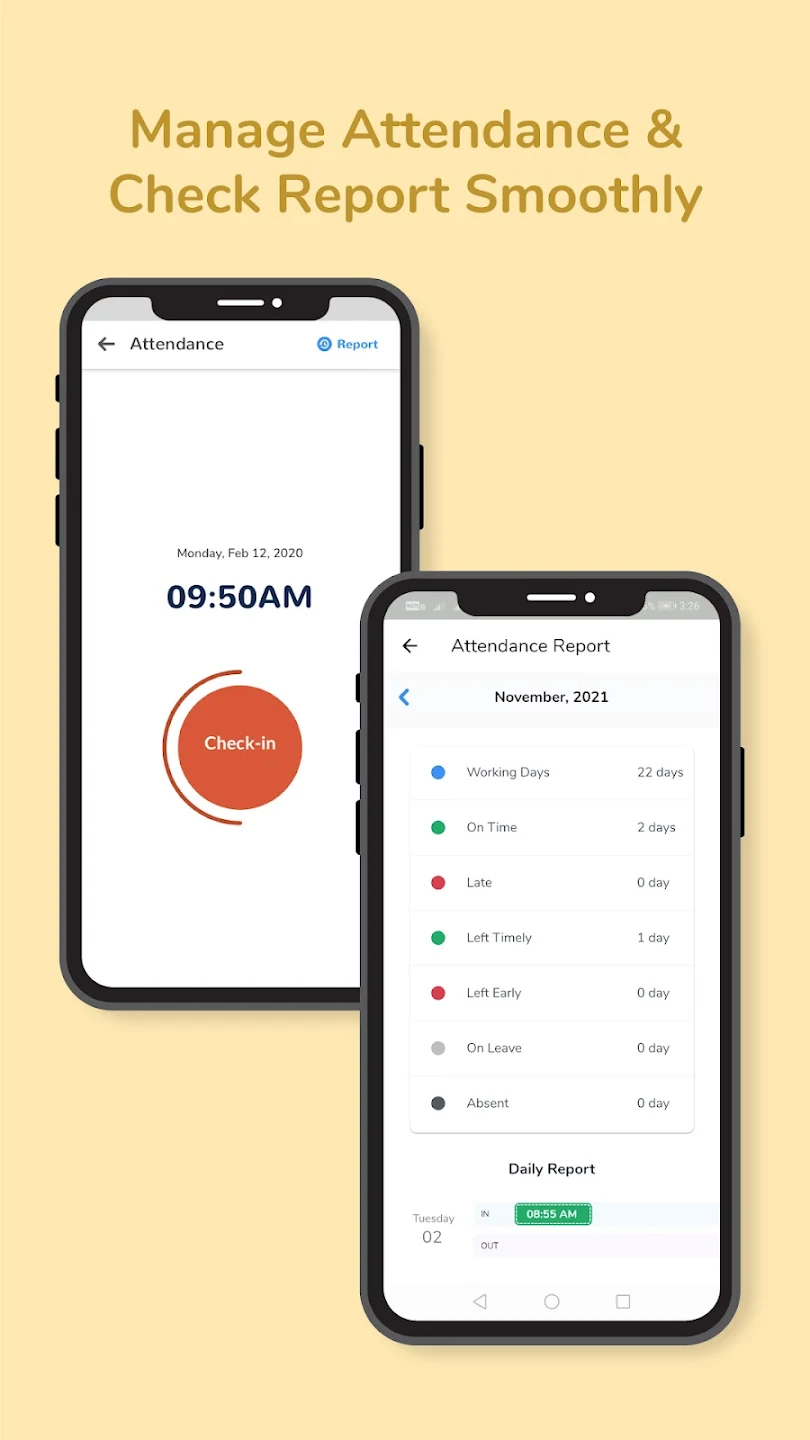 Manage Attendance &
Check Report Smoothly
Attendance
Report
Monday, Feb 12, 2020
09:50AM
Check-in
3:26
Attendance Report
November, 2021
Working Days 22 days
On Time 2 days
Late 0 day
Left Timely 1 day
Left Early 0 day
On Leave 0 day
Absent 0 day
Daily Report
Tuesday
02
IN 08:55 AM
OUT